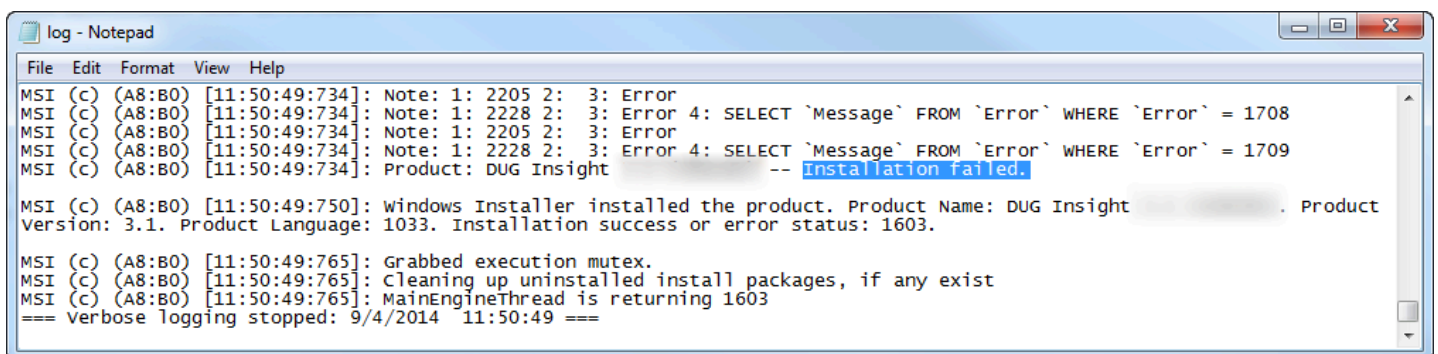 log - Notepad
File Edit Format View Help
MSI (c) (A8:B0) [11:50:49:734]: Note: 1: 2205 2:  3: Error
MSI (c) (A8:B0) [11:50:49:734]: Note: 1: 2228 2:  3: Error 4: SELECT `Message` FROM `Error` WHERE `Error` = 1708
MSI (c) (A8:B0) [11:50:49:734]: Note: 1: 2205 2:  3: Error
MSI (c) (A8:B0) [11:50:49:734]: Note: 1: 2228 2:  3: Error 4: SELECT `Message` FROM `Error` WHERE `Error` = 1709
MSI (c) (A8:B0) [11:50:49:734]: Product: DUG Insight -- Installation failed.
MSI (c) (A8:B0) [11:50:49:750]: Windows Installer installed the product. Product Name: DUG Insight . Product
Version: 3.1. Product Language: 1033. Installation success or error status: 1603.
MSI (c) (A8:B0) [11:50:49:765]: Grabbed execution mutex.
MSI (c) (A8:B0) [11:50:49:765]: Cleaning up uninstalled install packages, if any exist
MSI (c) (A8:B0) [11:50:49:765]: MainEngineThread is returning 1603
=== Verbose logging stopped: 9/4/2014  11:50:49 ===